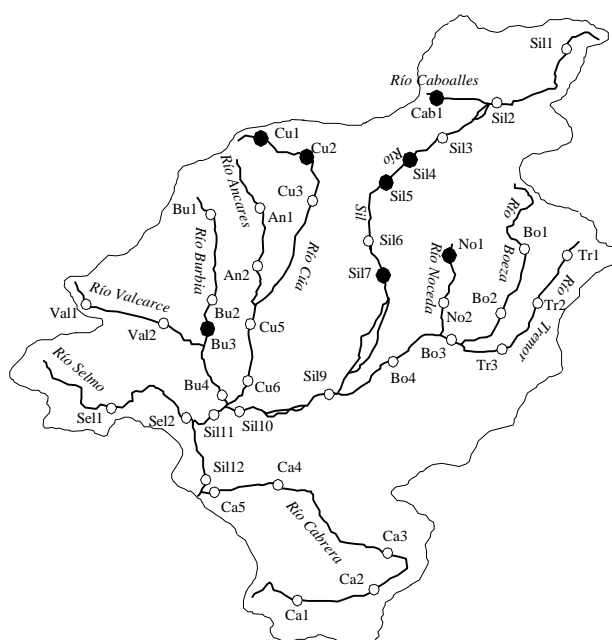 Sil1
Río Caboalles
Cab1
Sil2
Cu1
Cu2
Sil3
Río
Sil4
Sil5
Río Ancares
Cu3
Bu1
An1
Río Burbia
Río Cúa
Sil
Sil6
Sil7
No1
Río Noceda
Río
Boeza
Bo1
Tr1
Río
Tremor
Tr2
An2
Río Valcarce
Val1
Val2
Bu2
Bu3
Cu5
No2
Bo2
Bo3
Tr3
Río Selmo
Bu4
Cu6
Sil9
Bo4
Sel1
Sel2
Sil11
Sil10
Sil12
Ca4
Ca5
Río Cabrera
Ca3
Ca2
Ca1